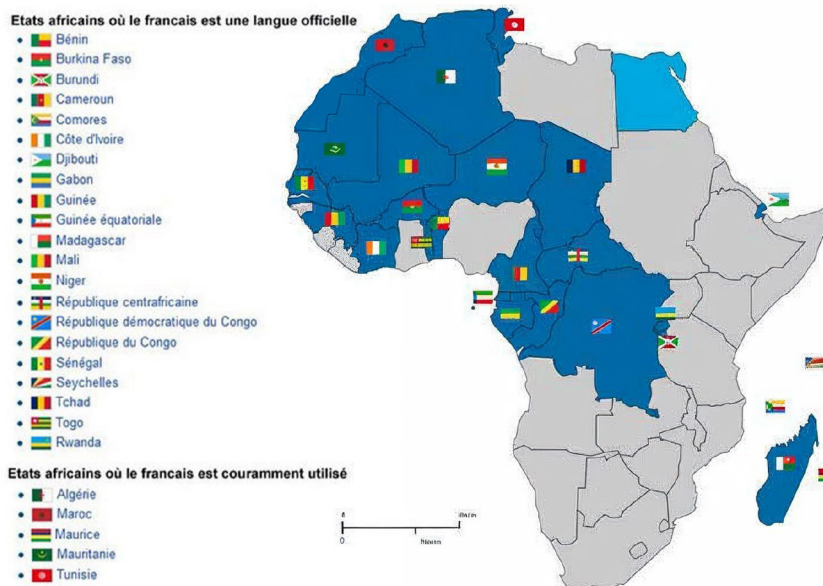 Etats africains où le francais est une langue officielle
Bénin
Burkina Faso
Burundi
Cameroun
Comores
Côte d'Ivoire
Djibouti
Gabon
Guinée
Guinée équatoriale
Madagascar
Mali
Niger
République centrafricaine
République démocratique du Congo
République du Congo
Sénégal
Seychelles
Tchad
Togo
Rwanda
Etats africains où le francais est couramment utilisé
Algérie
Maroc
Maurice
Mauritanie
Tunisie
0